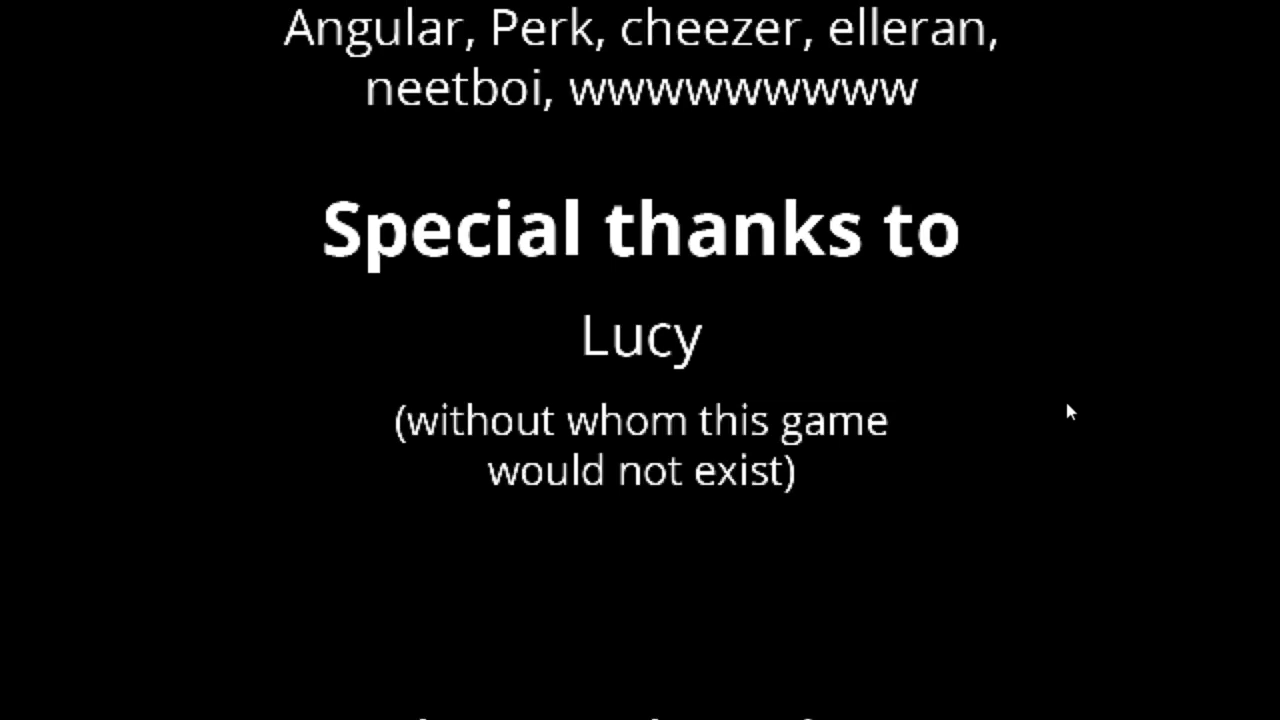 Angular, Perk, cheezer, elleran,
neetboi, wwwwwwwwww
Special thanks to
Lucy
(without whom this game
would not exist)